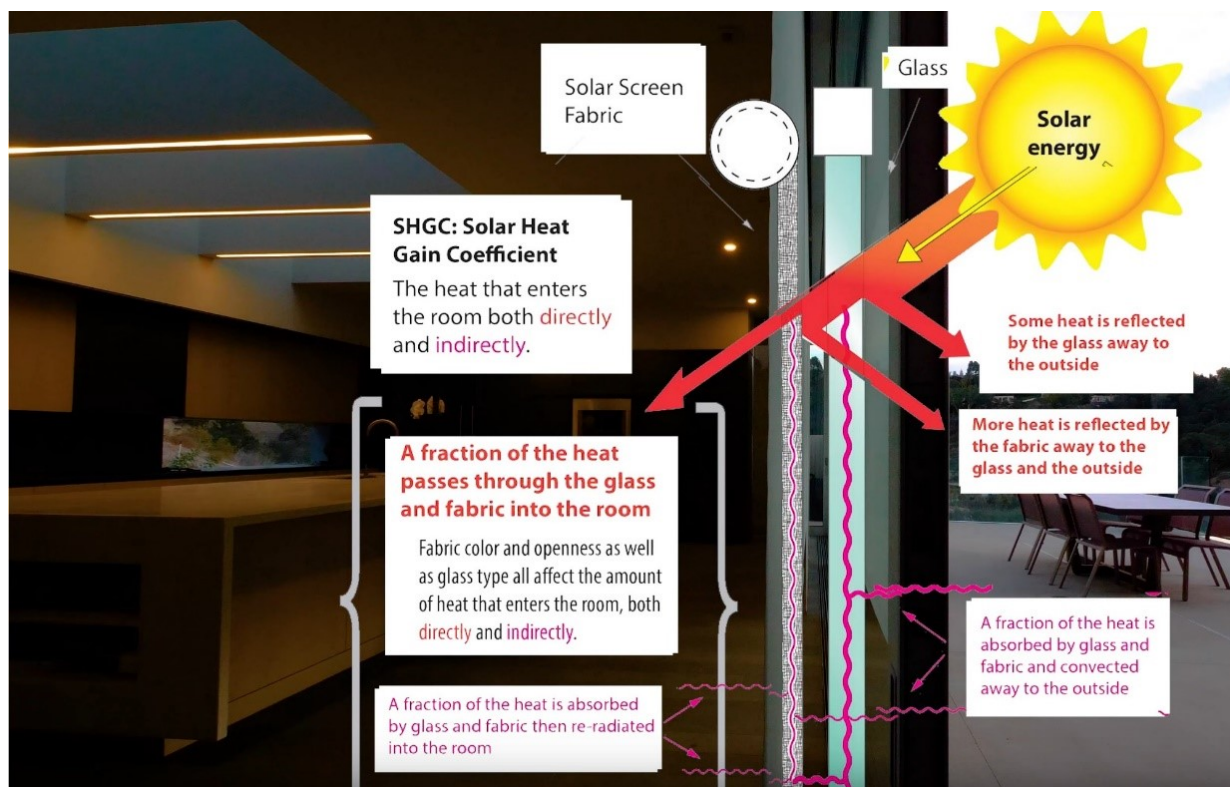 Solar Screen
Fabric
Glass
Solar
energy
SHGC: Solar Heat
Gain Coefficient
The heat that enters
the room both directly
and indirectly.
Some heat is reflected
by the glass away to
the outside
More heat is reflected by
the fabric away to the
glass and the outside
A fraction of the heat
passes through the glass
and fabric into the room
Fabric color and openness as well
as glass type all affect the amount
of heat that enters the room, both
directly and indirectly.
A fraction of the heat is
absorbed by glass and
fabric and convected
away to the outside
A fraction of the heat is absorbed
by glass and fabric then re-radiated
into the room